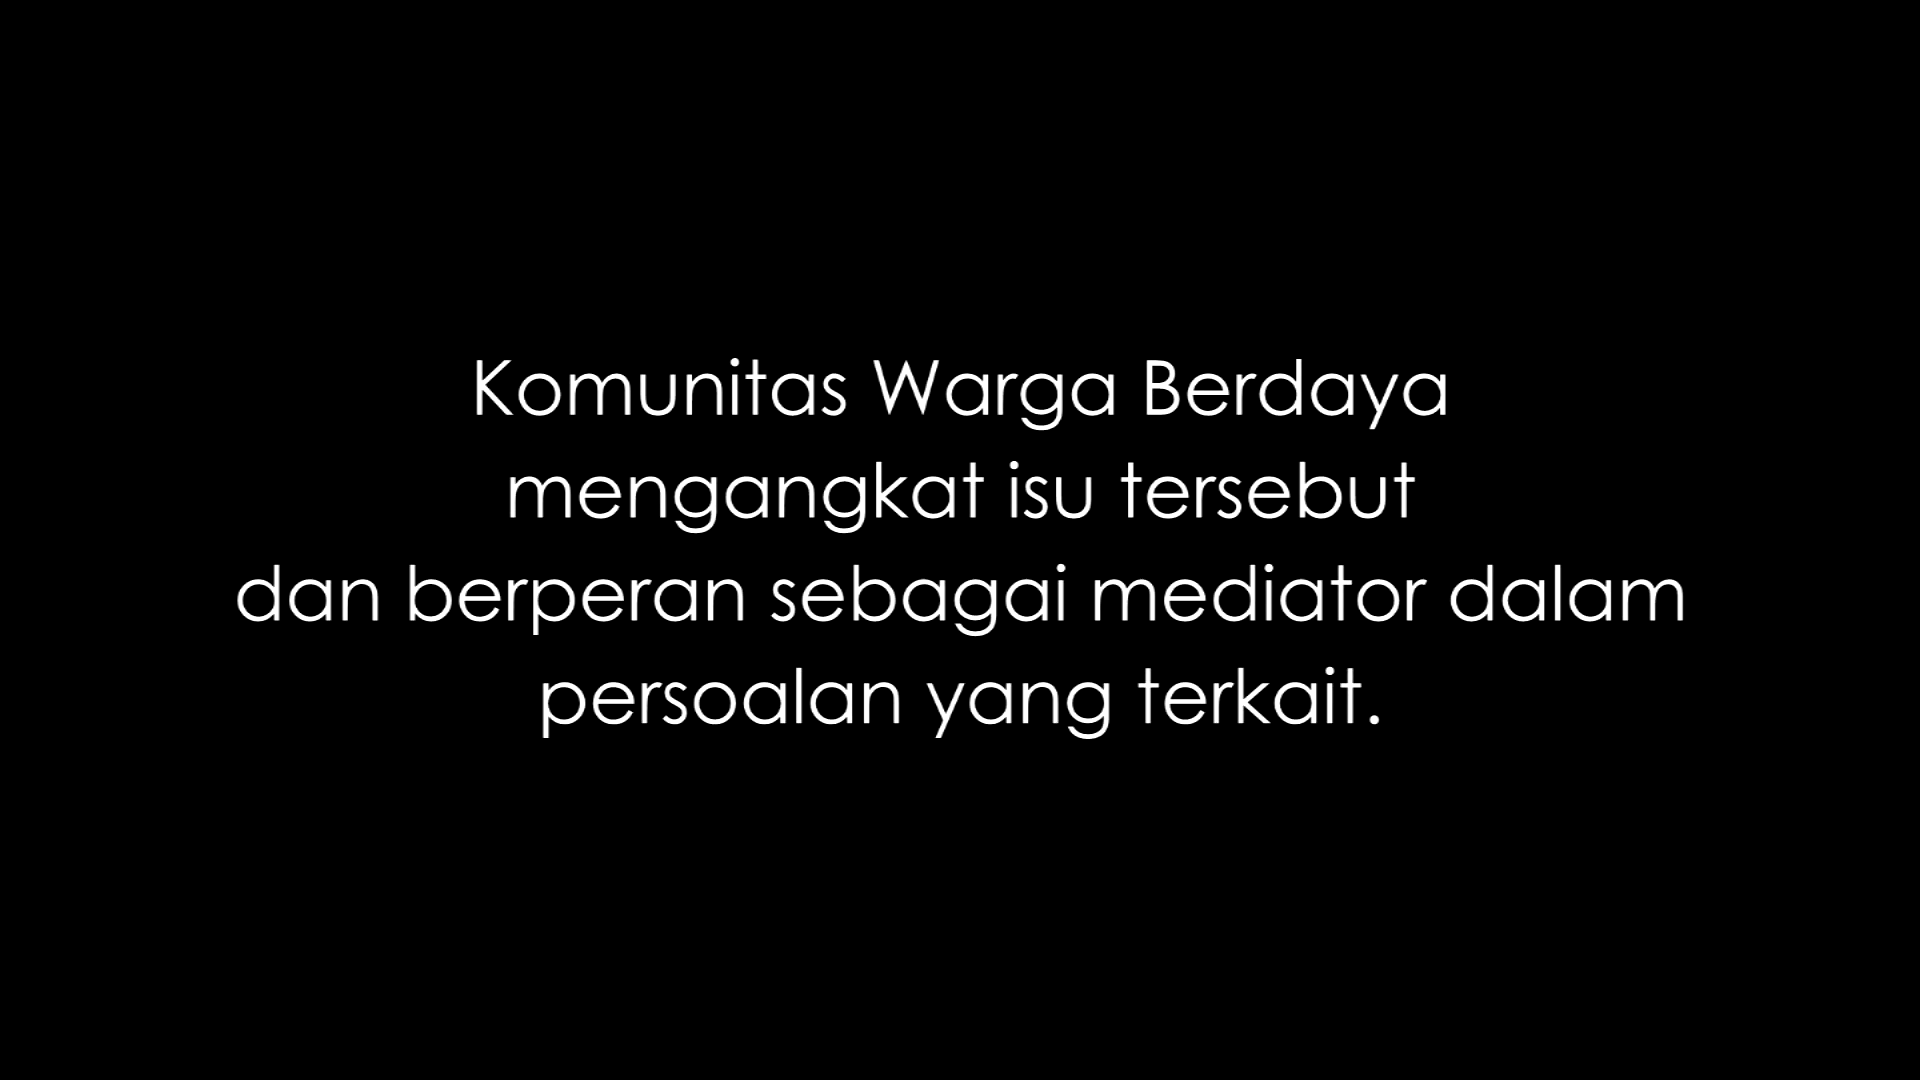 Komunitas Warga Berdaya
mengangkat isu tersebut
dan berperan sebagai mediator dalam
persoalan yang terkait.